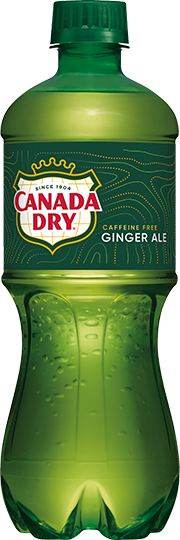 SINCE 1904
CANADA
DRY
CAFFEINE FREE
GINGER ALE